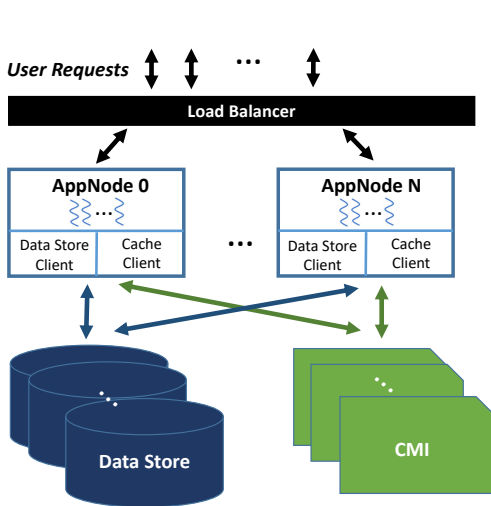 ...
User Requests
Load Balancer
AppNode 0
AppNode N
...
...
Data Store
Client
Cache
Client
...
Data Store
Client
Cache
Client
...
...
Data Store
CMI